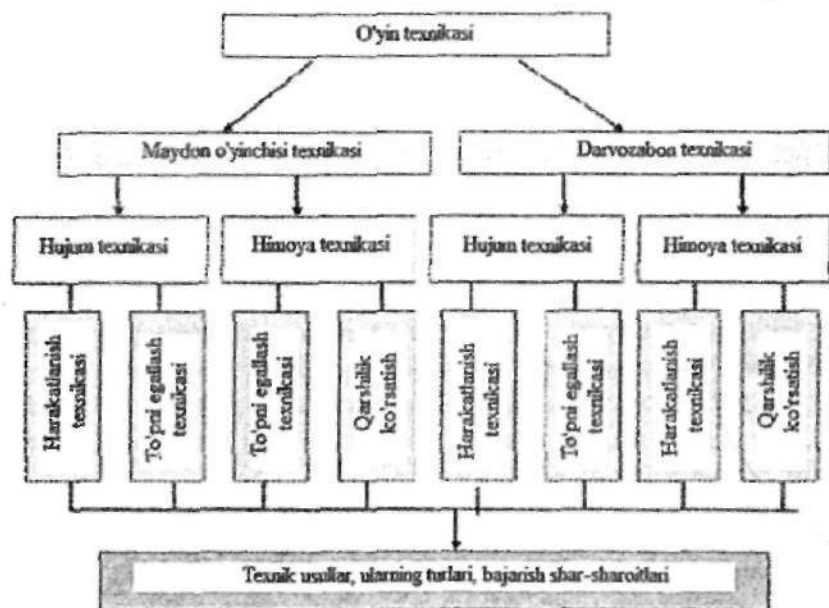 O'yin texnikasi
Maydon o'yinchisi texnikasi
Darvozabon texnikasi
Hujum texnikasi
Himoya texnikasi
Hujum texnikasi
Himoya texnikasi
Harakatlanish
texnikasi
To'pni egallash
texnikasi
To'pni egallash
texnikasi
Qarshilik
ko'rsatish
Harakatlanish
texnikasi
To'pni egallash
texnikasi
Harakatlanish
texnikasi
Qarshilik
ko'rsatish
Texnik usullar, ularning turlari, bajarish shar-sharoitlari